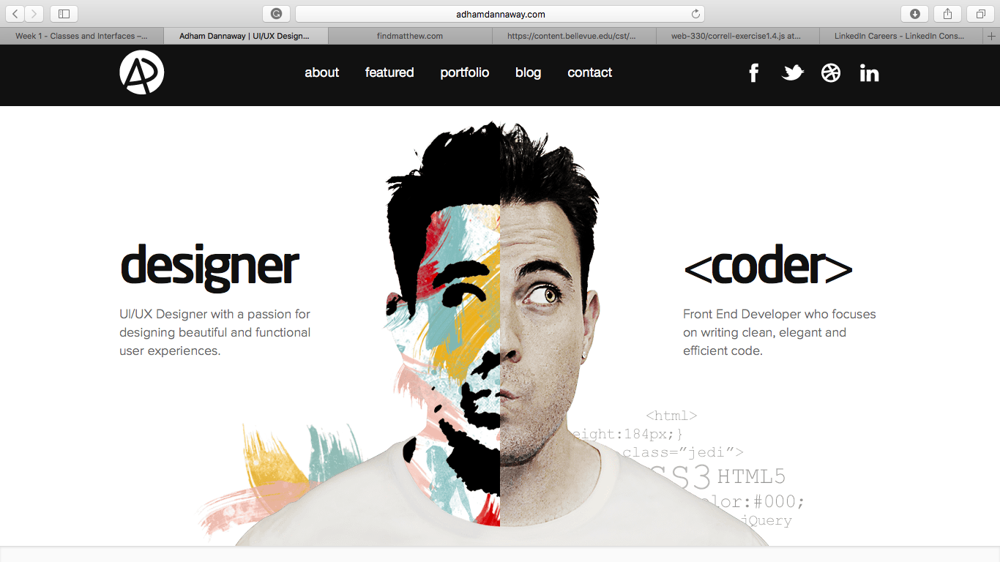 adhamdannaway.com
Week 1 - Classes and Interfaces –...
Adham Dannaway | UI/UX Design...
findmatthew.com
https://content.bellevue.edu/cst/...
web-330/correll-exercise1.4.js at...
LinkedIn Careers - LinkedIn Cons...
about
featured
portfolio
blog
contact
designer
UI/UX Designer with a passion for
designing beautiful and functional
user experiences.
<coder>
Front End Developer who focuses
on writing clean, elegant and
efficient code.
<html>
eight:184px;}
class=”jedi”>
SS3 HTML5
lor:#000;
jQuery